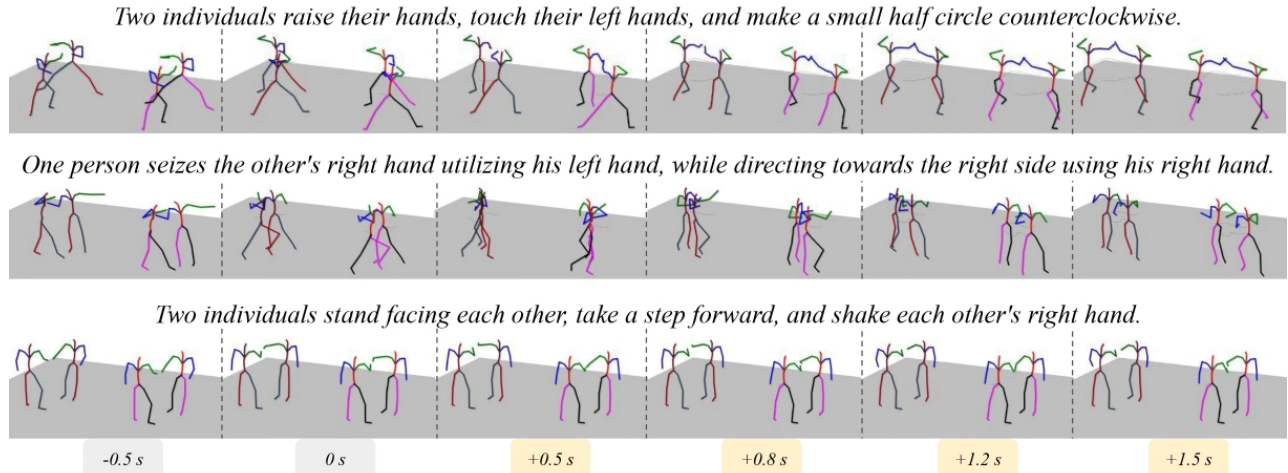 Two individuals raise their hands, touch their left hands, and make a small half circle counterclockwise.
One person seizes the other's right hand utilizing his left hand, while directing towards the right side using his right hand.
Two individuals stand facing each other, take a step forward, and shake each other's right hand.
-0.5 s 0 s +0.5 s +0.8 s +1.2 s +1.5 s